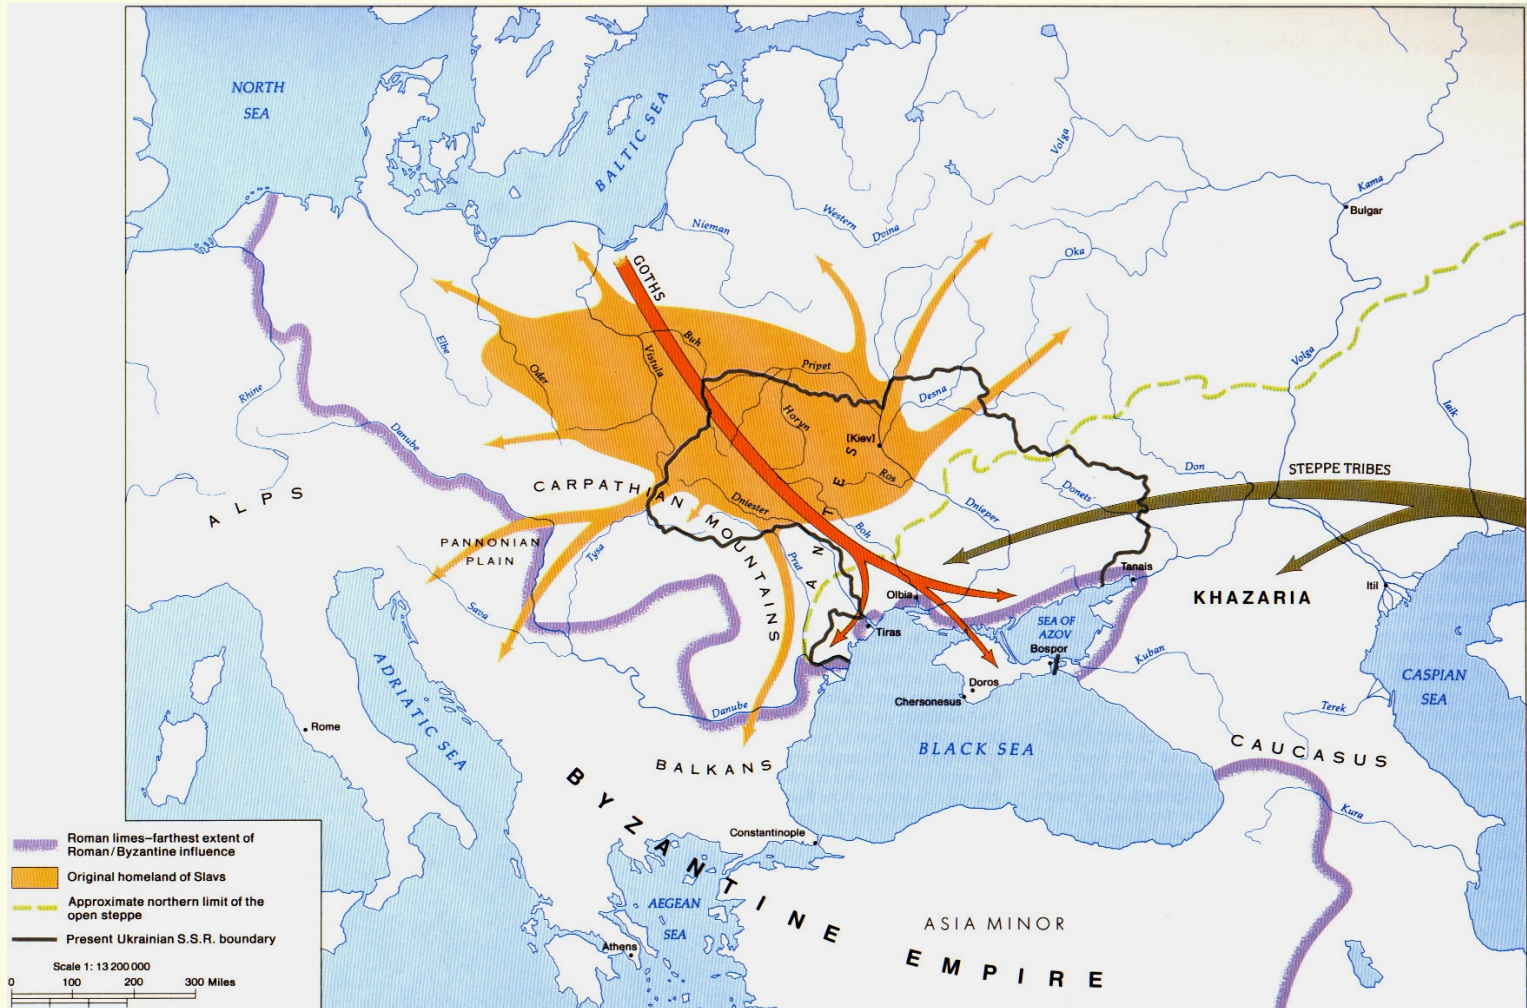 NORTH
SEA
BALTIC SEA
Volga
Kama
Bulgar
Nieman
Western
Dvina
Oka
GOTHS
Elbe
Oder
Vistula
Buh
Pripet
Horyn
Desna
[Kiev]
Volga
Iaik
Rhine
Danube
Ros
Don
STEPPE TRIBES
Donets'
ALPS
CARPATHIAN MOUNTAINS
Dniester
ANTES
Boh
Dnieper
PANNONIAN
PLAIN
Tysa
Prut
Tanais
Olbia
KHAZARIA
Itil
Sava
Tiras
SEA OF
AZOV
Bospor
Kuban
Doros
Chersonesus
CASPIAN
SEA
ADRIATIC SEA
Rome
Danube
Terek
BLACK SEA
CAUCASUS
BALKANS
Kura
BYZANTINE EMPIRE
Constantinople
AEGEAN
SEA
ASIA MINOR
Athens
Roman limes–farthest extent of
Roman/Byzantine influence
Original homeland of Slavs
Approximate northern limit of the
open steppe
Present Ukrainian S.S.R. boundary
Scale 1: 13 200 000
0 100 200 300 Miles